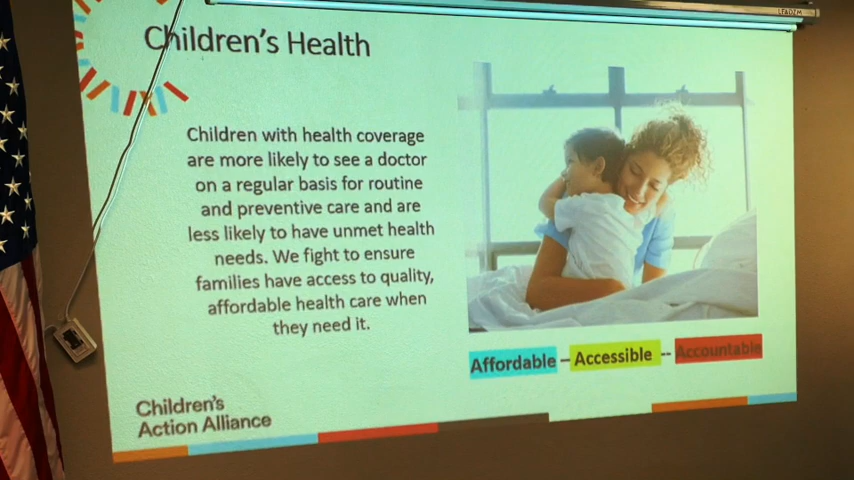 Children's Health
Children with health coverage
are more likely to see a doctor
on a regular basis for routine
and preventive care and are
less likely to have unmet health
needs. We fight to ensure
families have access to quality,
affordable health care when
they need it.
Affordable – Accessible -- Accountable
Children's
Action Alliance